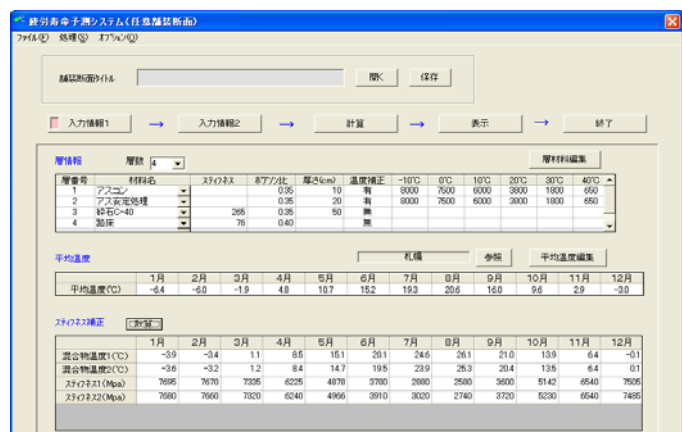 疲労寿命予測システム(任意舗装断面)
ファイル(F) 処理(S) オプション(O)
舗装断面タイトル 開く 保存
入力情報1 → 入力情報2 → 計算 → 表示 → 終了
層情報 層数 4 層材料編集
層番号 材料名 スティフネス ポアソン比 厚さ(cm) 温度補正 -10℃ 0℃ 10℃ 20℃ 30℃ 40℃
1 アスコン 0.35 10 有 8000 7500 6000 3800 1800 650
2 アス安定処理 0.35 20 有 8000 7500 6000 3800 1800 650
3 砕石C-40 265 0.35 50 無
4 路床 76 0.40 無
平均温度 札幌 参照 平均温度編集
1月 2月 3月 4月 5月 6月 7月 8月 9月 10月 11月 12月
平均温度(℃) -6.4 -6.0 -1.9 4.8 10.7 15.2 19.3 20.6 16.0 9.6 2.9 -3.0
スティフネス補正 計算
1月 2月 3月 4月 5月 6月 7月 8月 9月 10月 11月 12月
混合物温度1(℃) -3.9 -3.4 1.1 8.5 15.1 20.1 24.6 26.1 21.0 13.9 6.4 -0.1
混合物温度2(℃) -3.6 -3.2 1.2 8.4 14.7 19.5 23.9 25.3 20.4 13.5 6.4 0.1
スティフネス1(Mpa) 7695 7670 7335 6225 4878 3780 2880 2580 3600 5142 6540 7505
スティフネス2(Mpa) 7680 7660 7320 6240 4966 3910 3020 2740 3720 5230 6540 7485